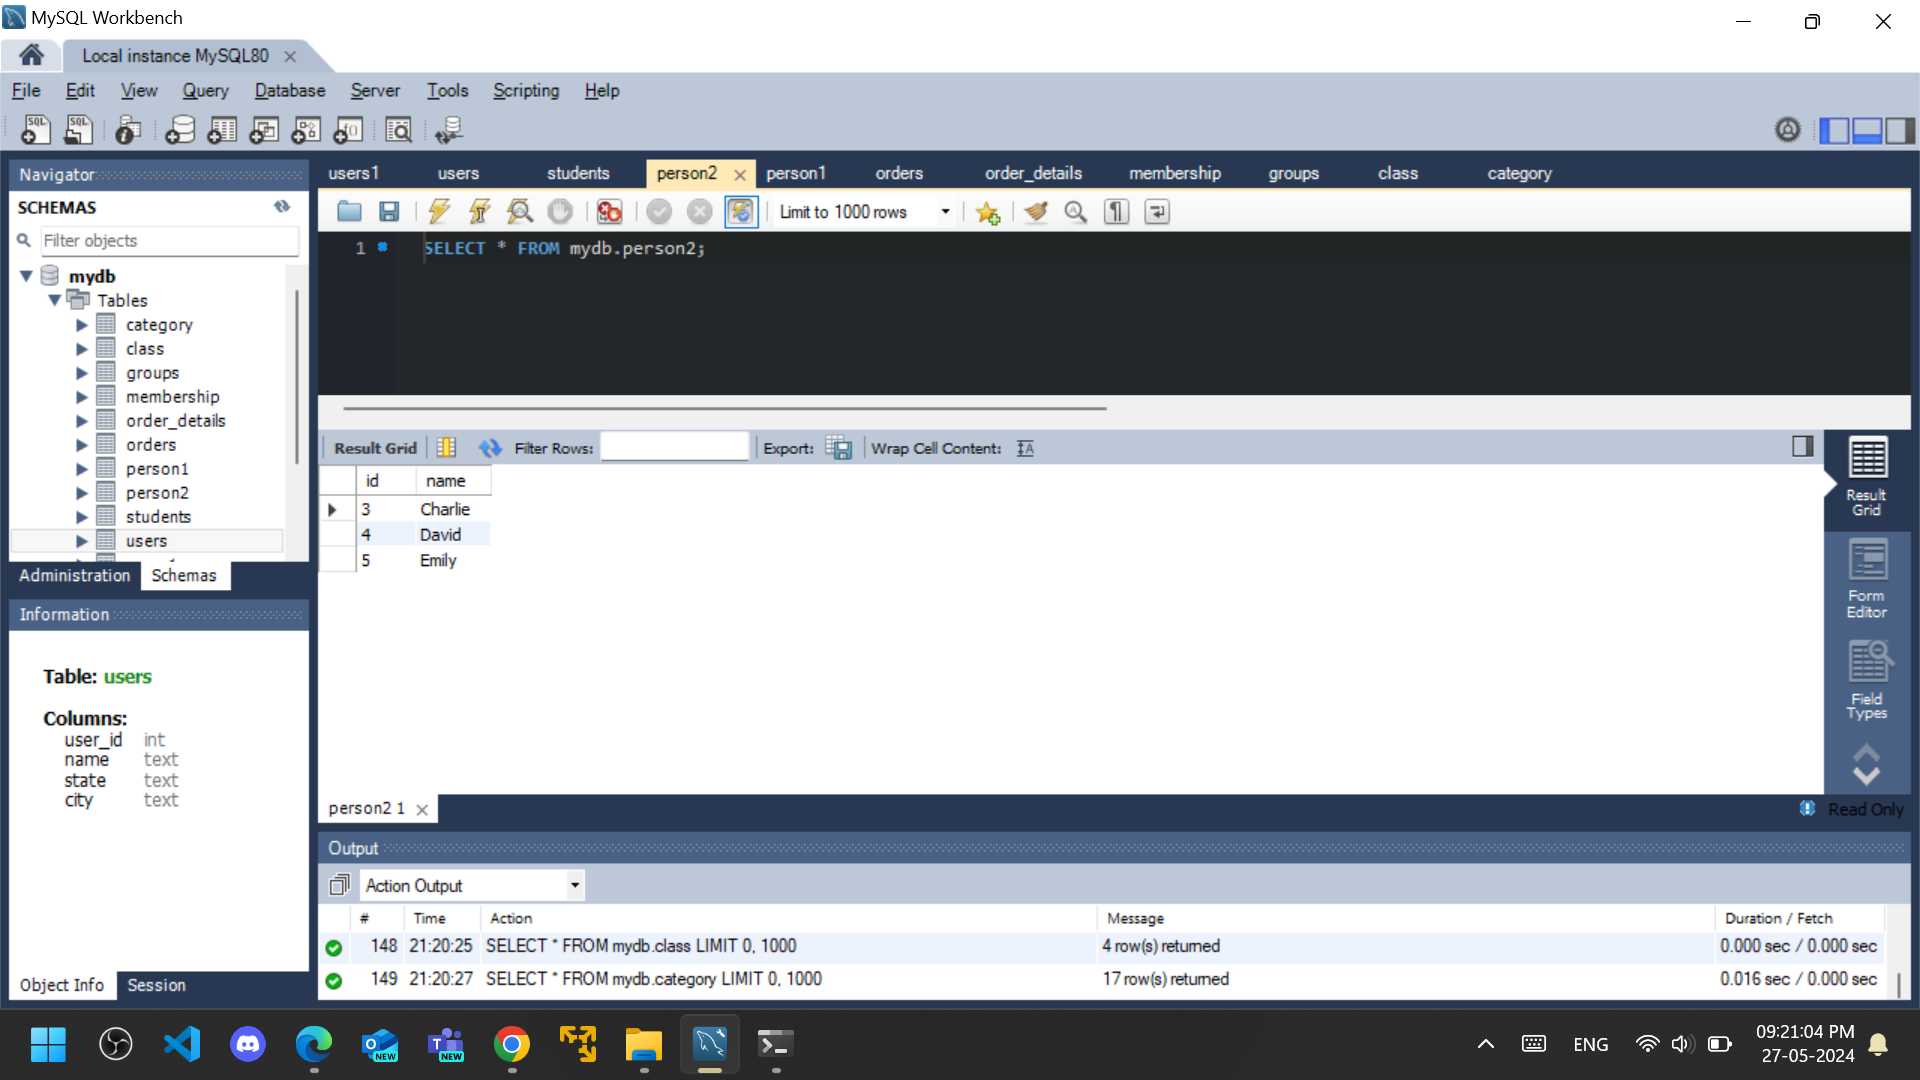 MySQL Workbench
Local instance MySQL80
File Edit View Query Database Server Tools Scripting Help
SQL SQL
Navigator
SCHEMAS
Filter objects
mydb
Tables
category
class
groups
membership
order_details
orders
person1
person2
students
users
Administration Schemas
Information
Table: users
Columns:
user_id int
name text
state text
city text
Object Info Session
users1 users students person2 person1 orders order_details membership groups class category
Limit to 1000 rows
1 SELECT * FROM mydb.person2;
Result Grid Filter Rows: Export: Wrap Cell Content:
id name
3 Charlie
4 David
5 Emily
Result
Grid
Form
Editor
Field
Types
person2 1
Read Only
Output
Action Output
# Time Action Message Duration / Fetch
148 21:20:25 SELECT * FROM mydb.class LIMIT 0, 1000 4 row(s) returned 0.000 sec / 0.000 sec
149 21:20:27 SELECT * FROM mydb.category LIMIT 0, 1000 17 row(s) returned 0.016 sec / 0.000 sec
NEW NEW
ENG
09:21:04 PM
27-05-2024